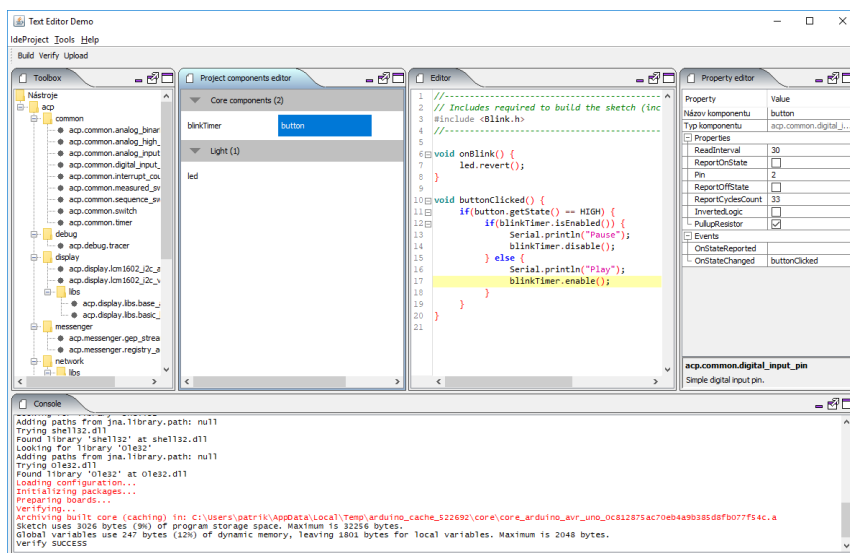 Text Editor Demo
IdeProject Tools Help
Build Verify Upload
Toolbox
Nástroje
acp
common
acp.common.analog_binar
acp.common.analog_high_
acp.common.analog_input
acp.common.digital_input_
acp.common.interrupt_cou
acp.common.measured_sw
acp.common.sequence_sw
acp.common.switch
acp.common.timer
debug
acp.debug.tracer
display
acp.display.lcm1602_i2c_a
acp.display.lcm1602_i2c_v
libs
acp.display.libs.base_
acp.display.libs.basic_
messenger
acp.messenger.gep_strea
acp.messenger.registry_a
network
libs
Project components editor
Core components (2)
blinkTimer button
Light (1)
led
Editor
1 //------------------------------------------
2 // Includes required to build the sketch (inc
3 #include <Blink.h>
4 //------------------------------------------
5
6 void onBlink() {
7 led.revert();
8 }
9
10 void buttonClicked() {
11 if(button.getState() == HIGH) {
12 if(blinkTimer.isEnabled()) {
13 Serial.println("Pause");
14 blinkTimer.disable();
15 } else {
16 Serial.println("Play");
17 blinkTimer.enable();
18 }
19 }
20 }
21
Property editor
Property Value
Názov komponentu button
Typ komponentu acp.common.digital_i...
Properties
ReadInterval 30
ReportOnState
Pin 2
ReportOffState
ReportCyclesCount 33
InvertedLogic
PullupResistor
Events
OnStateReported
OnStateChanged buttonClicked
acp.common.digital_input_pin
Simple digital input pin.
Console
Adding paths from jna.library.path: null
Trying shell32.dll
Found library 'shell32' at shell32.dll
Looking for library 'Ole32'
Adding paths from jna.library.path: null
Trying Ole32.dll
Found library 'Ole32' at Ole32.dll
Loading configuration...
Initializing packages...
Preparing boards...
Verifying...
Archiving built core (caching) in: C:\Users\patrik\AppData\Local\Temp\arduino_cache_522692\core\core_arduino_avr_uno_0c812875ac70eb4a9b385d8fb077f54c.a
Sketch uses 3026 bytes (9%) of program storage space. Maximum is 32256 bytes.
Global variables use 247 bytes (12%) of dynamic memory, leaving 1801 bytes for local variables. Maximum is 2048 bytes.
Verify SUCCESS